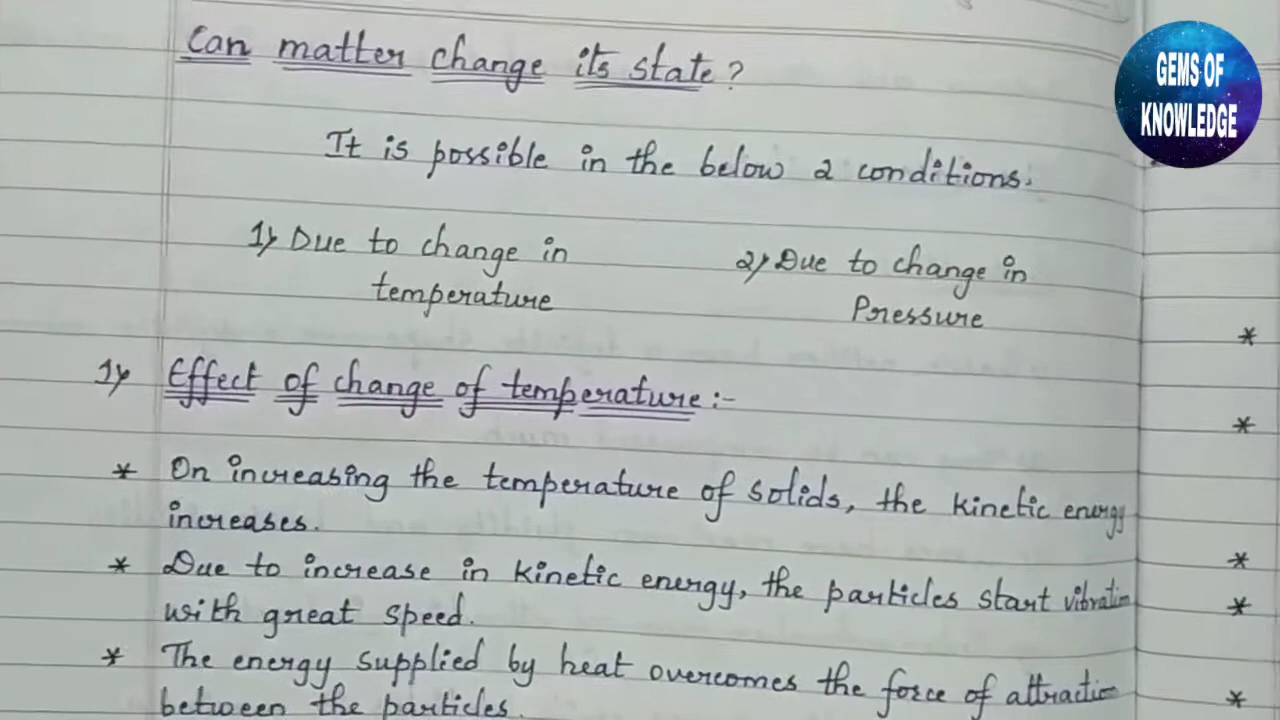 GEMS OF
KNOWLEDGE
Can matter change its state?
It is possible in the below 2 conditions.
1) Due to change in
temperature
2) Due to change in
Pressure
1) Effect of change of temperature:-
* On increasing the temperature of solids, the kinetic energy
increases.
* Due to increase in kinetic energy, the particles start
with great speed.
* The energy supplied by heat overcomes the force of
between the particles.
*
*
*
*
*